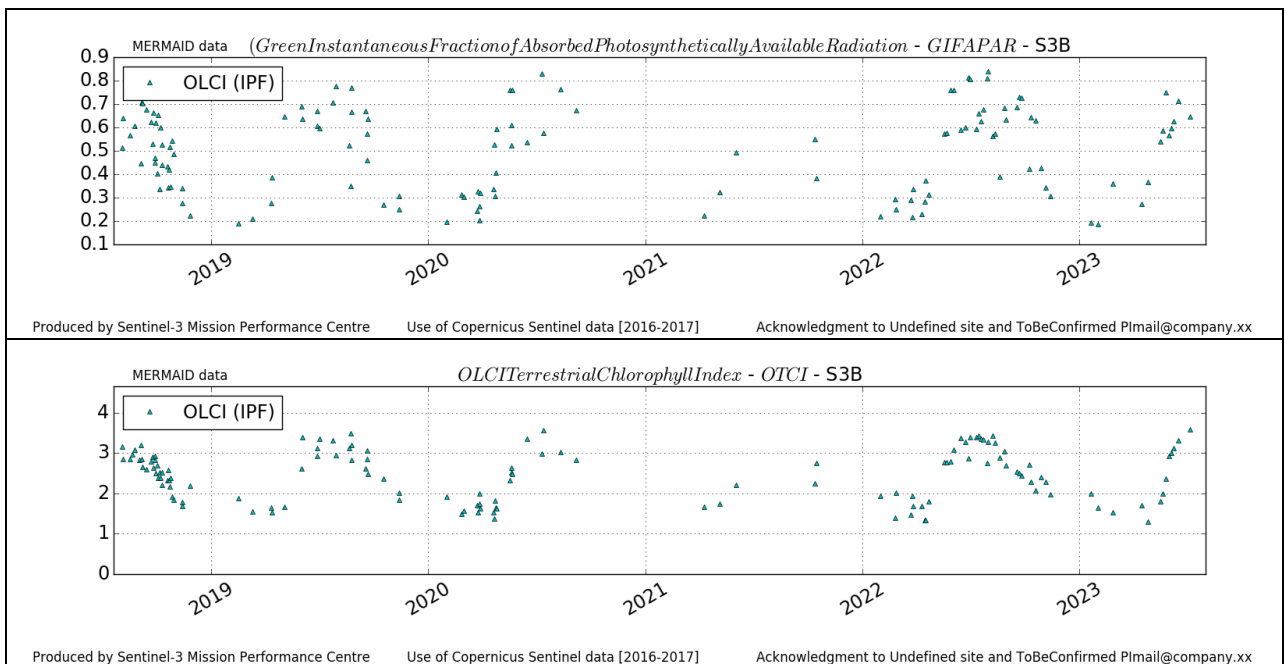 MERMAID data (GreenInstantaneousFractionofAbsorbedPhotosyntheticallyAvailableRadiation - GIFAPAR - S3B
0.9
OLCI (IPF)
0.8
0.7
0.6
0.5
0.4
0.3
0.2
0.1
2019 2020 2021 2022 2023
Produced by Sentinel-3 Mission Performance Centre Use of Copernicus Sentinel data [2016-2017] Acknowledgment to Undefined site and ToBeConfirmed PImail@company.xx
MERMAID data OLCITerrestrialChlorophyllIndex - OTCI - S3B
OLCI (IPF)
4
3
2
1
0
2019 2020 2021 2022 2023
Produced by Sentinel-3 Mission Performance Centre Use of Copernicus Sentinel data [2016-2017] Acknowledgment to Undefined site and ToBeConfirmed PImail@company.xx